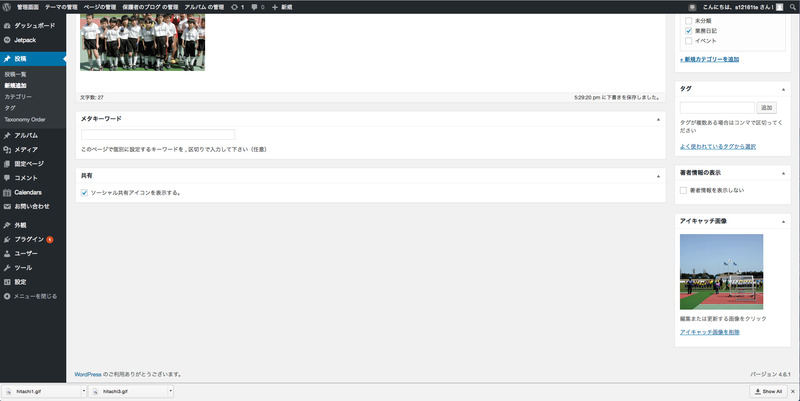 管理画面 テーマの管理 ページの管理 保護者のブログ の管理 アルバム の管理 1 0 新規
こんにちは、s12161te さん !
ダッシュボード
Jetpack
投稿
投稿一覧
新規追加
カテゴリー
タグ
Taxonomy Order
アルバム
メディア
固定ページ
コメント
Calendars
お問い合わせ
外観
プラグイン 1
ユーザー
ツール
設定
メニューを閉じる
文字数: 27
5:29:20 pm に下書きを保存しました。
メタキーワード
このページで個別に設定するキーワードを , 区切りで入力して下さい（任意）
共有
ソーシャル共有アイコンを表示する。
未分類
業務日記
イベント
+ 新規カテゴリーを追加
タグ
追加
タグが複数ある場合はコンマで区切ってく
ださい
よく使われているタグから選択
著者情報の表示
著者情報を表示しない
アイキャッチ画像
編集または更新する画像をクリック
アイキャッチ画像を削除
WordPress のご利用ありがとうございます。
バージョン 4.6.1
hitachi1.gif
hitachi3.gif
Show All